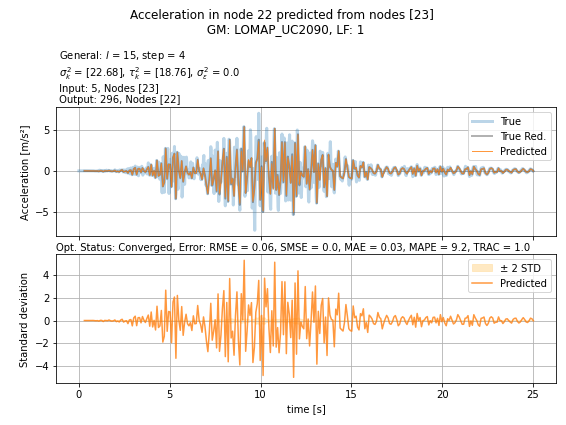 Acceleration in node 22 predicted from nodes [23]
GM: LOMAP_UC2090, LF: 1
General: l = 15, step = 4
σ²ₖ = [22.68], τ²ₖ = [18.76], σ²ε = 0.0
Input: 5, Nodes [23]
Output: 296, Nodes [22]
Acceleration [m/s²]
5
0
−5
True
True Red.
Predicted
Opt. Status: Converged, Error: RMSE = 0.06, SMSE = 0.0, MAE = 0.03, MAPE = 9.2, TRAC = 1.0
Standard deviation
4
2
0
−2
−4
± 2 STD
Predicted
0 5 10 15 20 25
time [s]